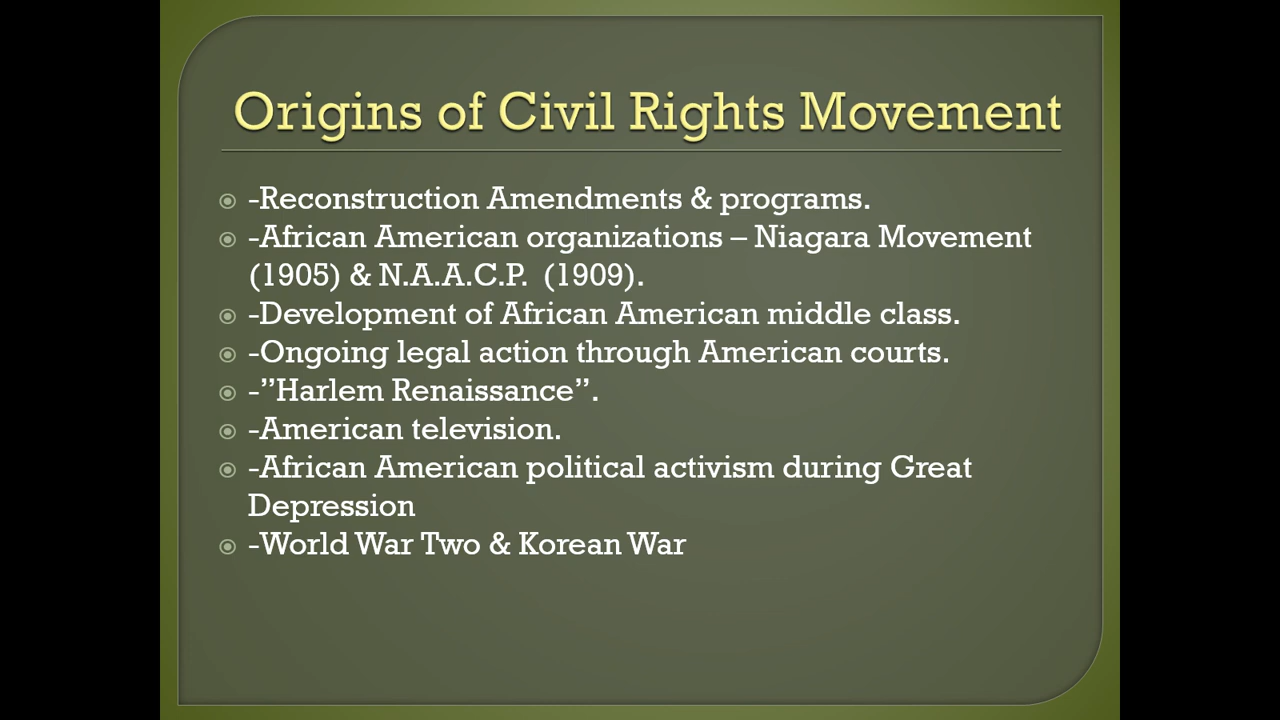 Origins of Civil Rights Movement
-Reconstruction Amendments & programs.
-African American organizations – Niagara Movement
(1905) & N.A.A.C.P.  (1909).
-Development of African American middle class.
-Ongoing legal action through American courts.
-”Harlem Renaissance”.
-American television.
-African American political activism during Great
Depression
-World War Two & Korean War